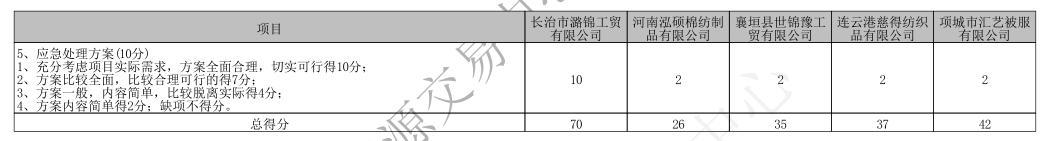 项目
长治市潞锦工贸
有限公司
河南泓硕棉纺制
品有限公司
襄垣县世锦豫工
贸有限公司
连云港慈得纺织
品有限公司
项城市汇艺被服
有限公司
5、应急处理方案(10分)
1、充分考虑项目实际需求，方案全面合理，切实可行得10分；
2、方案比较全面，比较合理可行的得7分；
3、方案一般，内容简单，比较脱离实际得4分；
4、方案内容简单得2分；缺项不得分。
10
2
2
2
2
总得分
70
26
35
37
42
源交易
中心